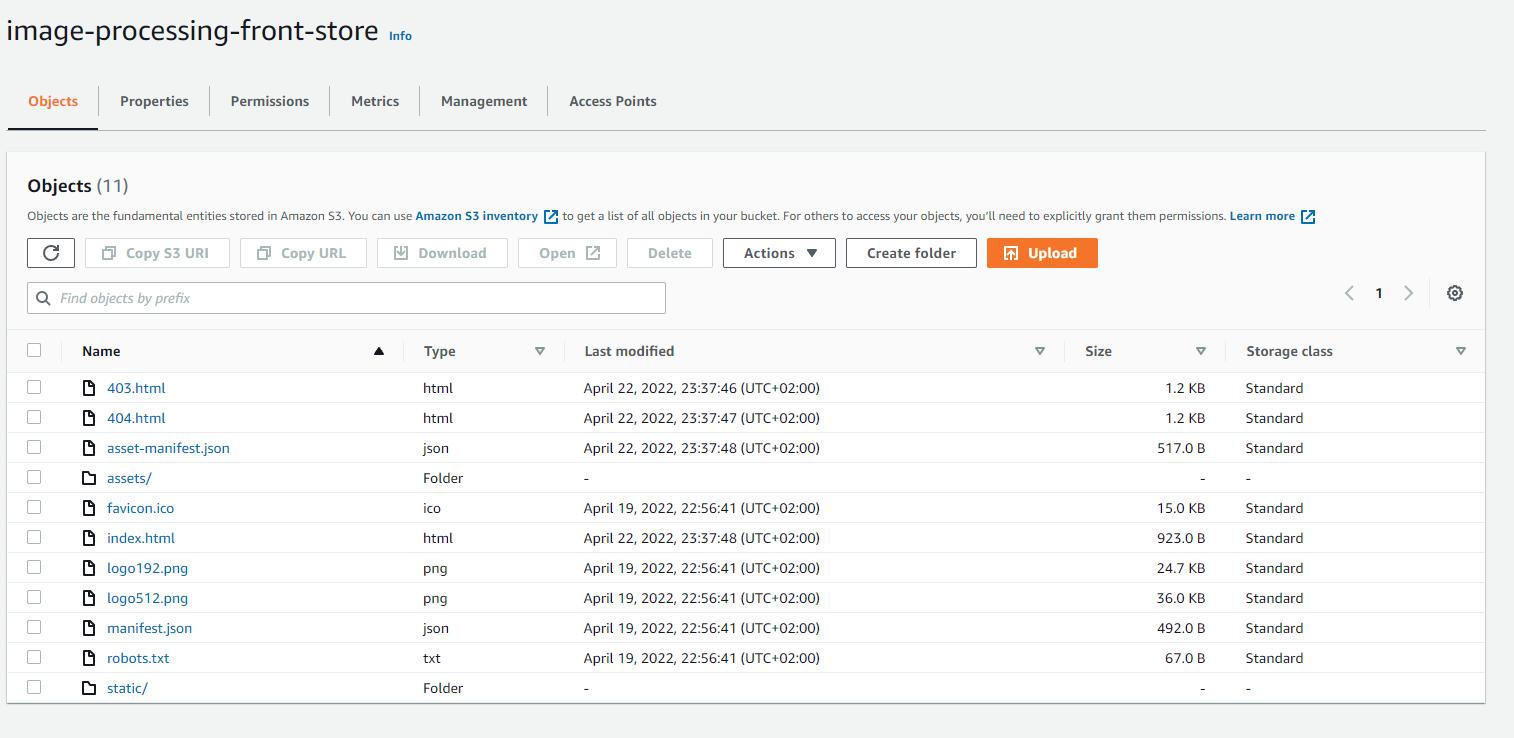 image-processing-front-store Info
Objects Properties Permissions Metrics Management Access Points
Objects (11)
Objects are the fundamental entities stored in Amazon S3. You can use Amazon S3 inventory to get a list of all objects in your bucket. For others to access your objects, you'll need to explicitly grant them permissions. Learn more
Copy S3 URI Copy URL Download Open Delete Actions Create folder Upload
Find objects by prefix 1
Name Type Last modified Size Storage class
403.html html April 22, 2022, 23:37:46 (UTC+02:00) 1.2 KB Standard
404.html html April 22, 2022, 23:37:47 (UTC+02:00) 1.2 KB Standard
asset-manifest.json json April 22, 2022, 23:37:48 (UTC+02:00) 517.0 B Standard
assets/ Folder - - -
favicon.ico ico April 19, 2022, 22:56:41 (UTC+02:00) 15.0 KB Standard
index.html html April 22, 2022, 23:37:48 (UTC+02:00) 923.0 B Standard
logo192.png png April 19, 2022, 22:56:41 (UTC+02:00) 24.7 KB Standard
logo512.png png April 19, 2022, 22:56:41 (UTC+02:00) 36.0 KB Standard
manifest.json json April 19, 2022, 22:56:41 (UTC+02:00) 492.0 B Standard
robots.txt txt April 19, 2022, 22:56:41 (UTC+02:00) 67.0 B Standard
static/ Folder - - -